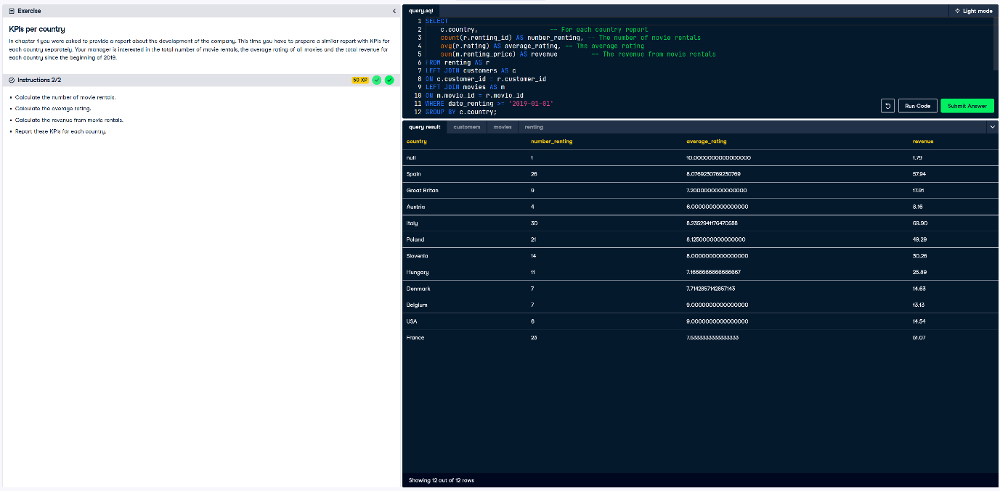 Exercise
KPIs per country
In chapter 1 you were asked to provide a report about the development of the company. This time you have to prepare a similar report with KPIs for
each country separately. Your manager is interested in the total number of movie rentals, the average rating of all movies and the total revenue for
each country since the beginning of 2019.
Instructions 2/2
50 XP
Calculate the number of movie rentals.
Calculate the average rating.
Calculate the revenue from movie rentals.
Report these KPIs for each country.
query.sql
Light mode
1 SELECT
2 c.country, -- For each country report
3 count(r.renting_id) AS number_renting, -- The number of movie rentals
4 avg(r.rating) AS average_rating, -- The average rating
5 sum(m.renting_price) AS revenue -- The revenue from movie rentals
6 FROM renting AS r
7 LEFT JOIN customers AS c
8 ON c.customer_id = r.customer_id
9 LEFT JOIN movies AS m
10 ON m.movie_id = r.movie_id
11 WHERE date_renting >= '2019-01-01'
12 GROUP BY c.country;
Run Code
Submit Answer
query result customers movies renting
country number_renting average_rating revenue
null 1 10.0000000000000000 1.79
Spain 26 8.0769230769230769 57.94
Great Britan 9 7.2000000000000000 17.91
Austria 4 6.0000000000000000 8.16
Italy 30 8.2352941176470588 69.90
Poland 21 8.1250000000000000 49.29
Slovenia 14 8.0000000000000000 30.26
Hungary 11 7.1666666666666667 25.89
Denmark 7 7.7142857142857143 14.63
Belgium 7 9.0000000000000000 13.13
USA 6 9.0000000000000000 14.54
France 23 7.5333333333333333 51.07
Showing 12 out of 12 rows